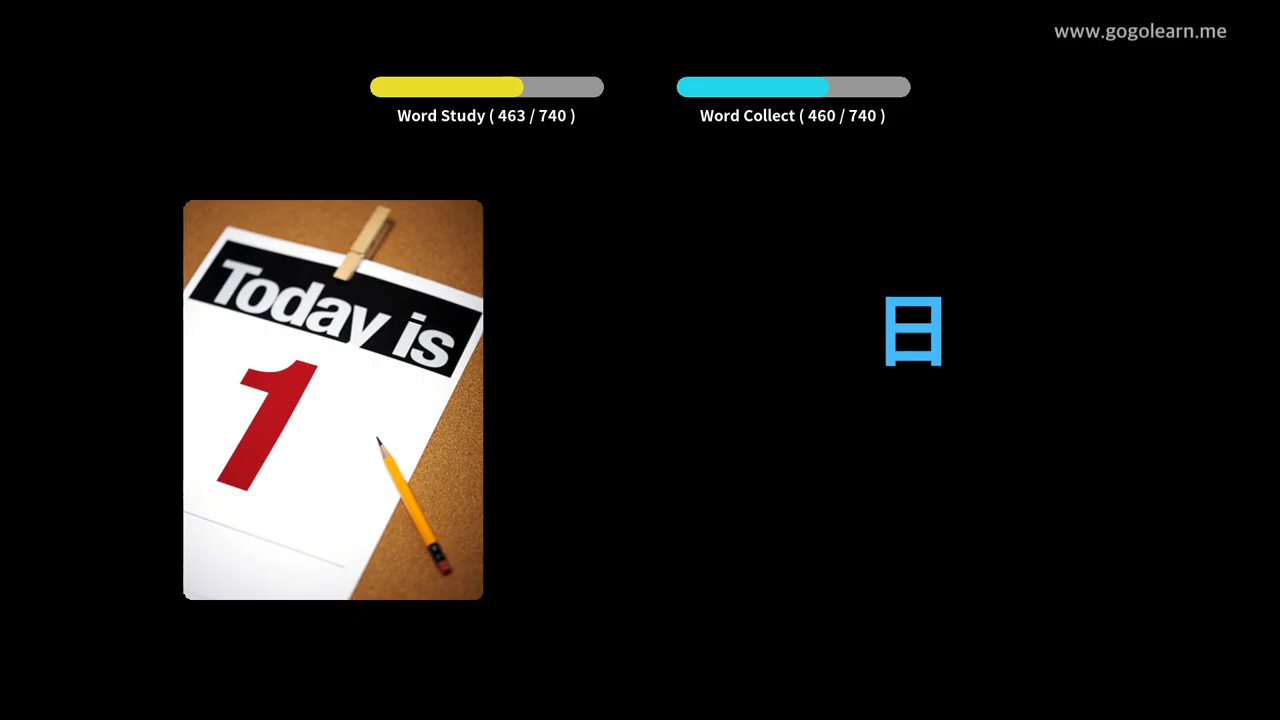 www.gogolearn.me
Word Study ( 463 / 740 )
Word Collect ( 460 / 740 )
Today is
1
日